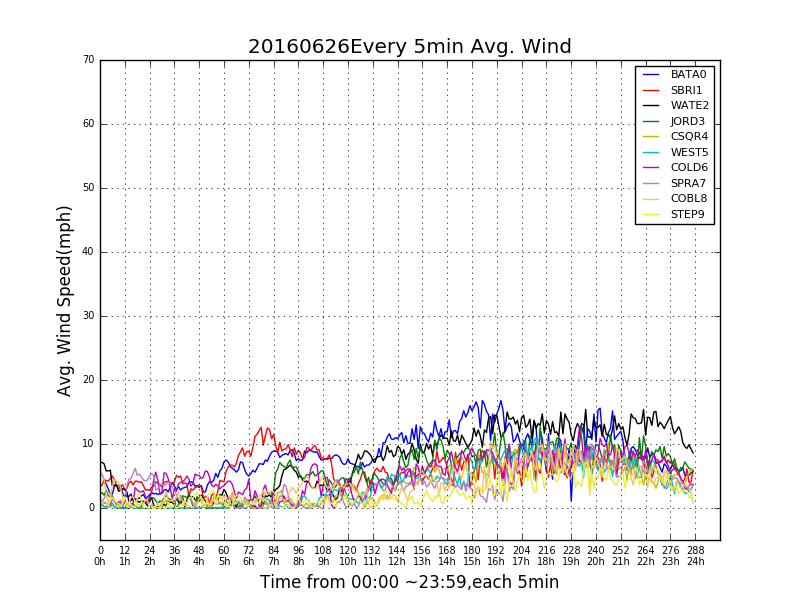 20160626Every 5min Avg. Wind
70
60
50
40
30
20
10
0
Avg. Wind Speed(mph)
BATA0
SBRI1
WATE2
JORD3
CSQR4
WEST5
COLD6
SPRA7
COBL8
STEP9
0 12 24 36 48 60 72 84 96 108 120 132 144 156 168 180 192 204 216 228 240 252 264 276 288
0h 1h 2h 3h 4h 5h 6h 7h 8h 9h 10h 11h 12h 13h 14h 15h 16h 17h 18h 19h 20h 21h 22h 23h 24h
Time from 00:00 ~23:59,each 5min